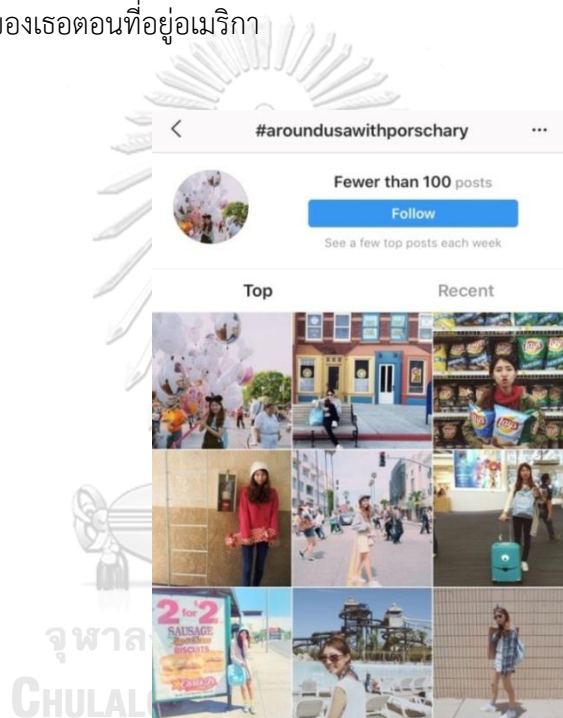 ของเธอตอนที่อยู่อเมริกา
#aroundusawithporschary
Fewer than 100 posts
Follow
See a few top posts each week
Top
Recent
Lay's
2 for $2
SAUSAGE
BISCUITS
จุฬาล
CHULAL